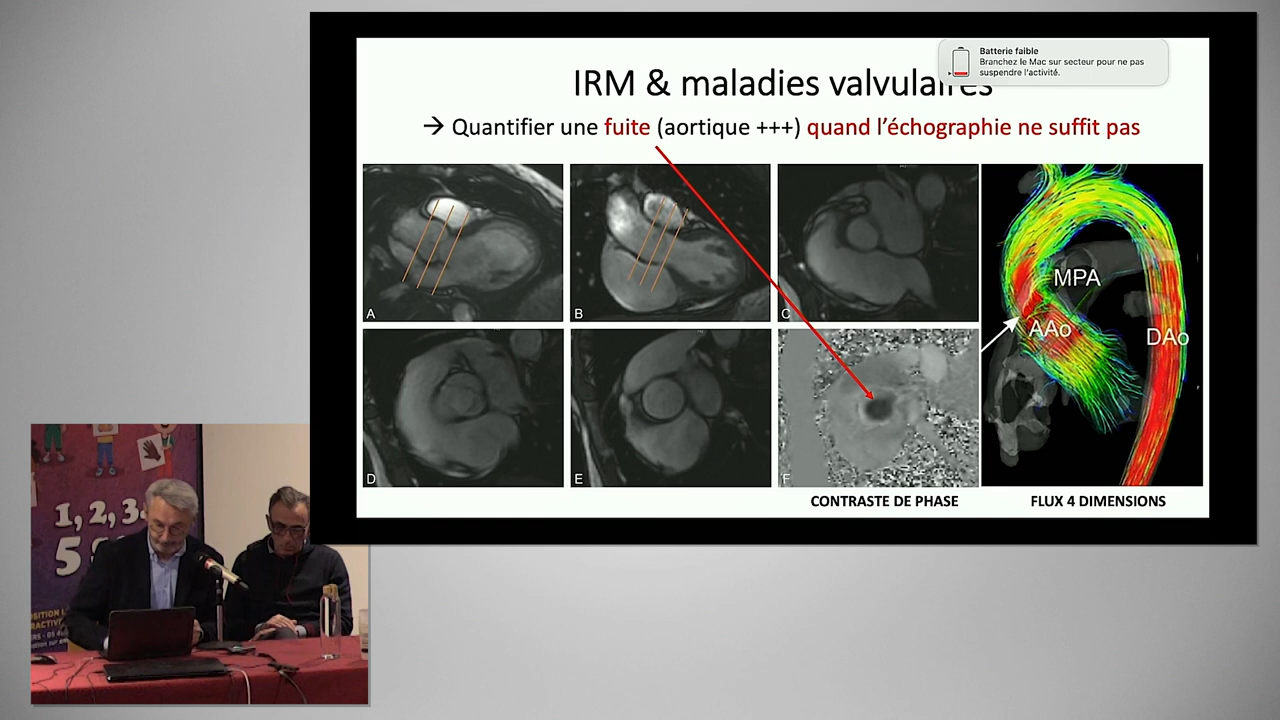 Batterie faible
Branchez le Mac sur secteur pour ne pas
suspendre l'activité.
IRM & maladies valvulaires
→ Quantifier une fuite (aortique +++) quand l'échographie ne suffit pas
A
B
C
MPA
AAo
DAo
D
E
F
CONTRASTE DE PHASE
FLUX 4 DIMENSIONS
1, 2, 3
5